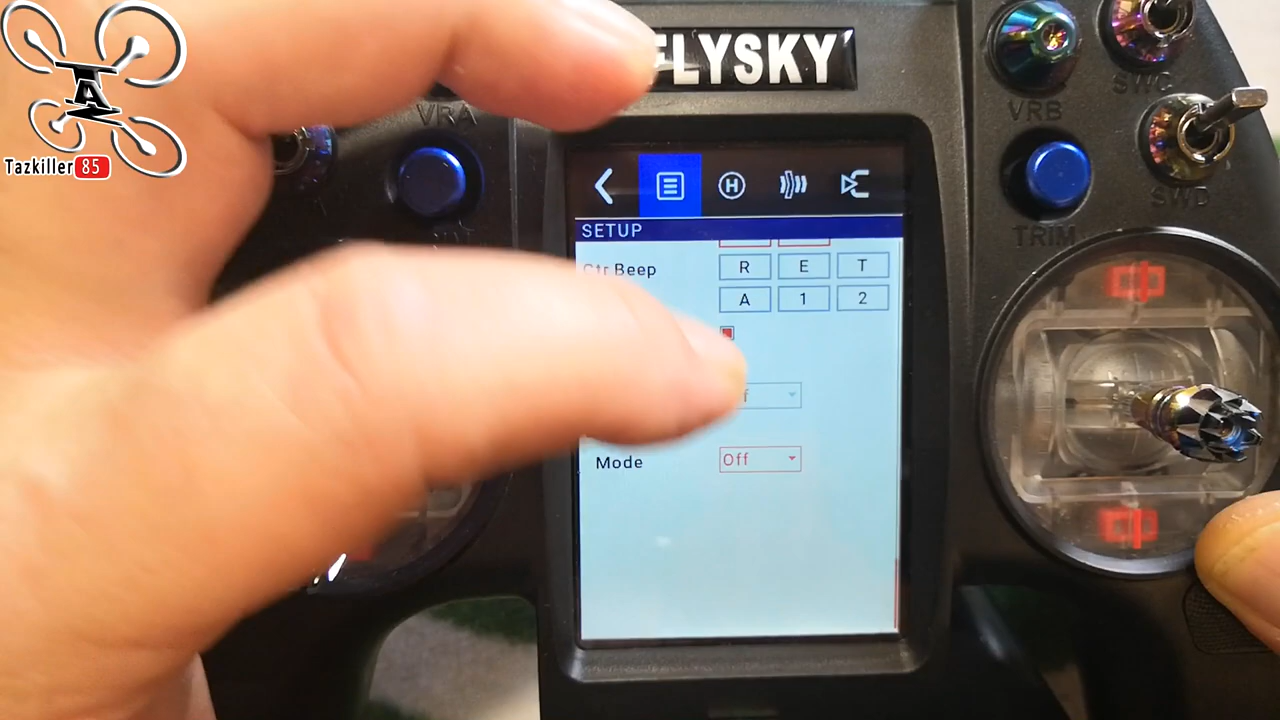 A
Tazkiller 85
FLYSKY
VRA
VRB
SWC
SWD
TRIM
H
SETUP
Ctr Beep
R E T
A 1 2
Mode
Off